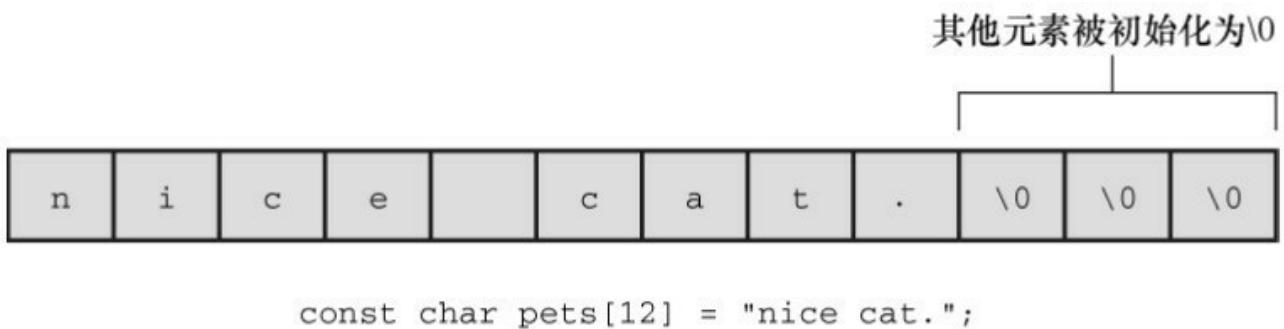 其他元素被初始化为\0
n i c e c a t . \0 \0 \0
const char pets[12] = "nice cat.";